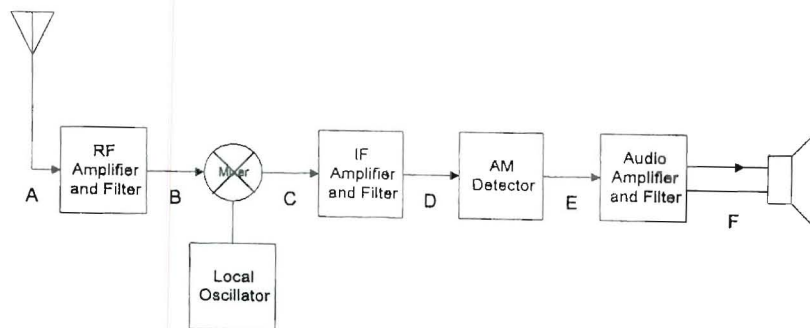 RF
Amplifier
and Filter
Mixer
IF
Amplifier
and Filter
AM
Detector
Audio
Amplifier
and Filter
A
B
C
D
E
F
Local
Oscillator